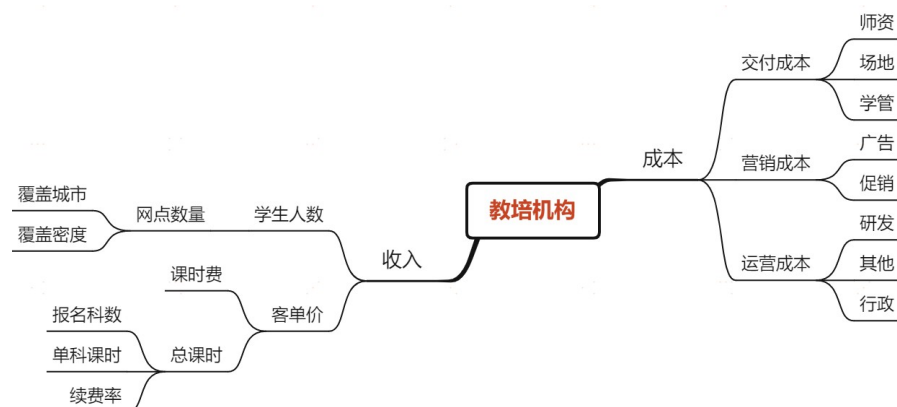 教培机构
成本
交付成本
师资
场地
学管
营销成本
广告
促销
运营成本
研发
其他
行政
收入
学生人数
网点数量
覆盖城市
覆盖密度
客单价
课时费
总课时
报名科数
单科课时
续费率